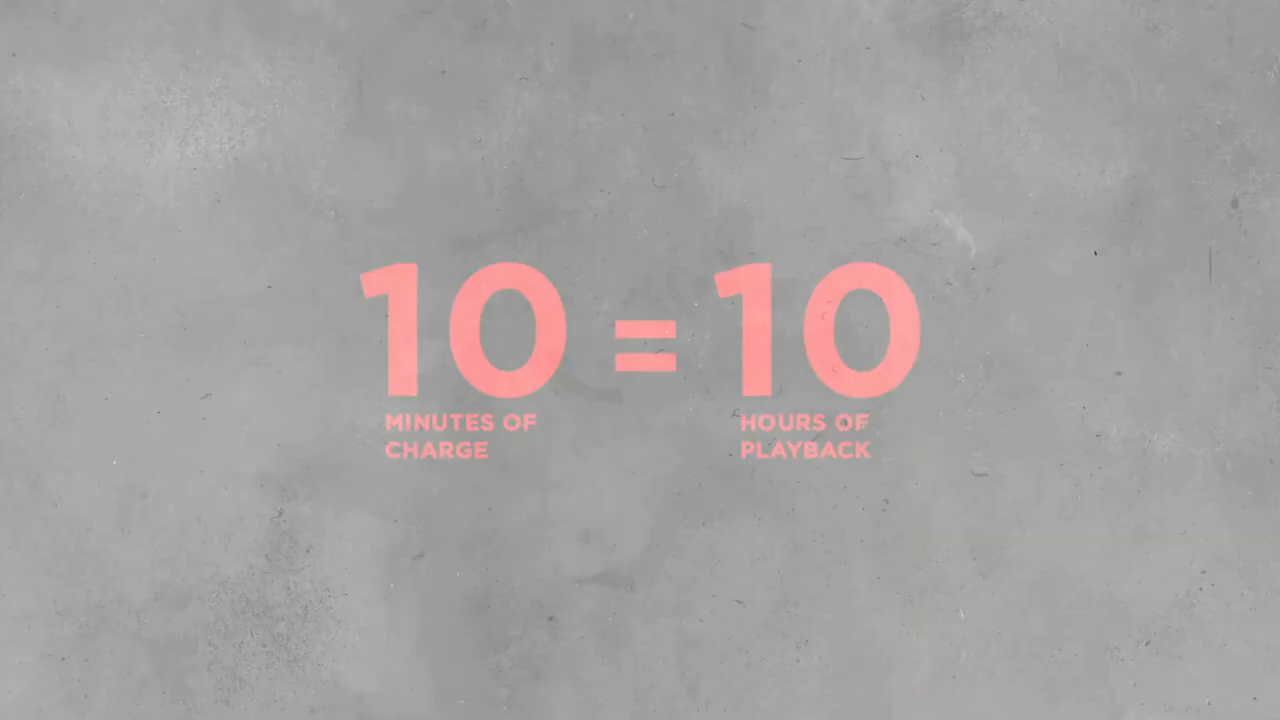 10 = 10
MINUTES OF
CHARGE
HOURS OF
PLAYBACK